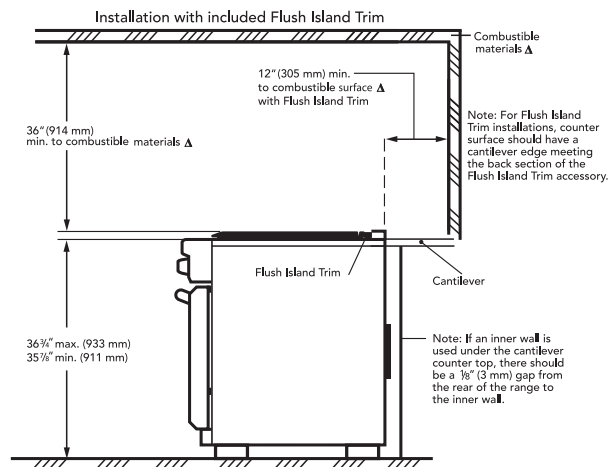 Installation with included Flush Island Trim
Combustible
materials Δ
12" (305 mm) min.
to combustible surface Δ
with Flush Island Trim
36" (914 mm)
min. to combustible materials Δ
Note: For Flush Island
Trim installations, counter
surface should have a
cantilever edge meeting
the back section of the
Flush Island Trim accessory.
Flush Island Trim
Cantilever
36¾" max. (933 mm)
35⅞" min. (911 mm)
Note: If an inner wall is
used under the cantilever
counter top, there should
be a ⅛" (3 mm) gap from
the rear of the range to
the inner wall.